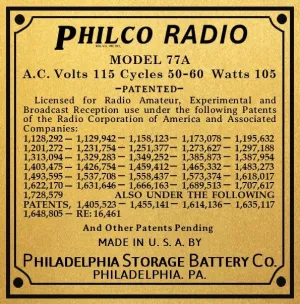 PHILCO RADIO
MODEL 77A
A.C. Volts 115 Cycles 50-60 Watts 105
-PATENTED-
Licensed for Radio Amateur, Experimental and
Broadcast Reception use under the following Patents
of the Radio Corporation of America and Associated
Companies:
1,128,292 — 1,129,942 — 1,158,123 — 1,173,078 — 1,195,632
1,201,272 — 1,231,754 — 1,251,377 — 1,273,627 — 1,297,188
1,313,094 — 1,329,283 — 1,349,252 — 1,385,873 — 1,387,954
1,403,475 — 1,426,754 — 1,459,412 — 1,465,332 — 1,483,273
1,493,595 — 1,537,708 — 1,558,437 — 1,573,374 — 1,618,017
1,622,170 — 1,631,646 — 1,666,163 — 1,689,513 — 1,707,617
1,728,579 ALSO UNDER THE FOLLOWING
PATENTS, 1,405,523 — 1,455,141 — 1,614,136 — 1,635,117
1,648,805 — RE: 16,461
And Other Patents Pending
MADE IN U. S. A. BY
PHILADELPHIA STORAGE BATTERY CO.
PHILADELPHIA. PA.